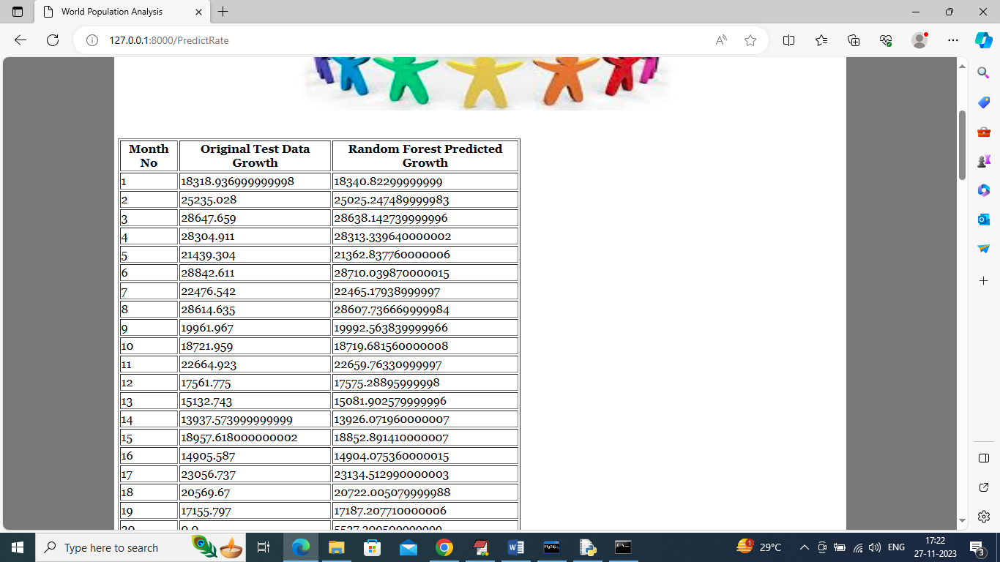 World Population Analysis
127.0.0.1:8000/PredictRate
Month No Original Test Data Growth Random Forest Predicted Growth
1 18318.936999999998 18340.82299999999
2 25235.028 25025.247489999983
3 28647.659 28638.142739999996
4 28304.911 28313.339640000002
5 21439.304 21362.837760000006
6 28842.611 28710.039870000015
7 22476.542 22465.17938999997
8 28614.635 28607.736669999984
9 19961.967 19992.563839999966
10 18721.959 18719.681560000008
11 22664.923 22659.76330999997
12 17561.775 17575.28895999998
13 15132.743 15081.902579999996
14 13937.573999999999 13926.071960000007
15 18957.618000000002 18852.891410000007
16 14905.587 14904.075360000015
17 23056.737 23134.512990000003
18 20569.67 20722.005079999988
19 17155.797 17187.207710000006
20 0.0
Type here to search
1
29°C
ENG
17:22
27-11-2023
3